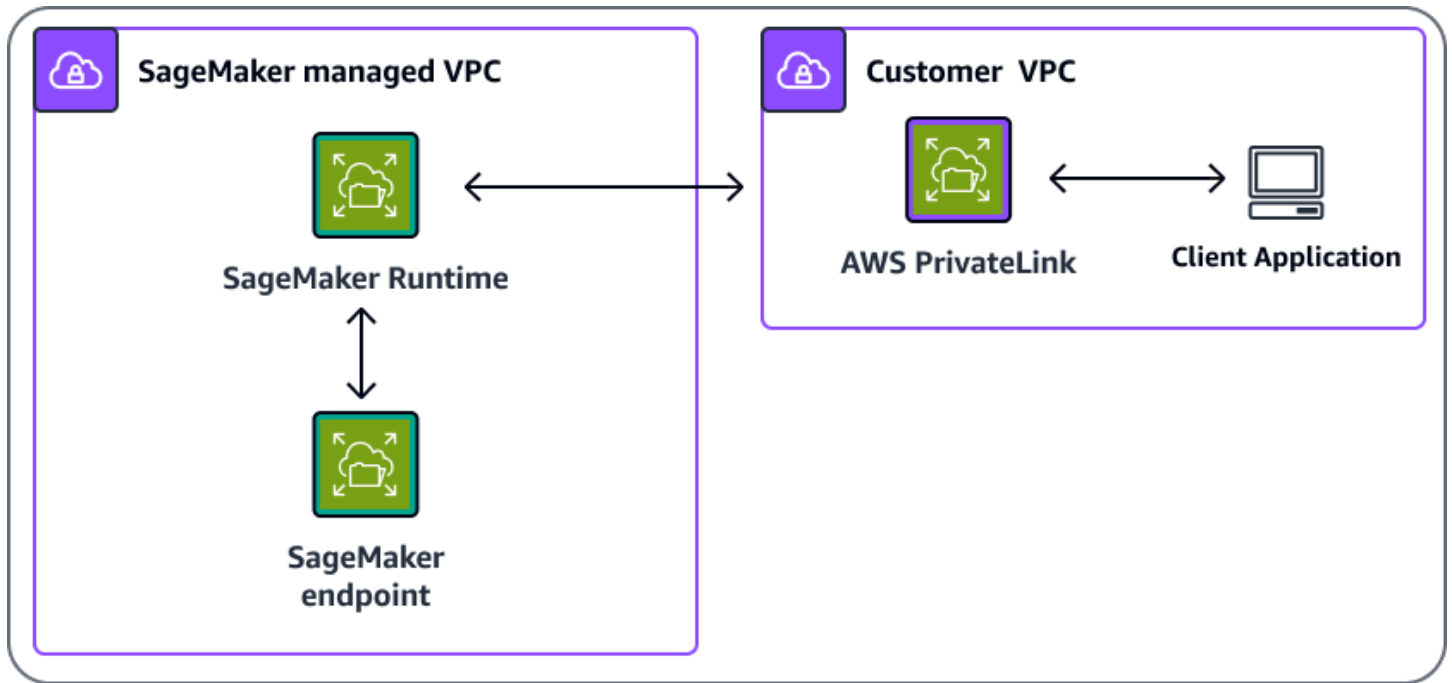 SageMaker managed VPC
SageMaker Runtime
SageMaker
endpoint
Customer VPC
AWS PrivateLink
Client Application